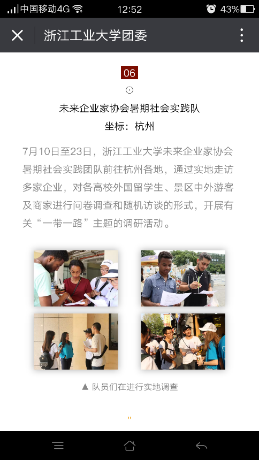 中国移动4G 12:52 43%
浙江工业大学团委
06
未来企业家协会暑期社会实践队
坐标：杭州
7月10日至23日，浙江工业大学未来企业家协会
暑期社会实践团队前往杭州各地，通过实地走访
多家企业，对各高校外国留学生、景区中外游客
及商家进行问卷调查和随机访谈的形式，开展有
关“一带一路”主题的调研活动。
▲ 队员们在进行实地调查